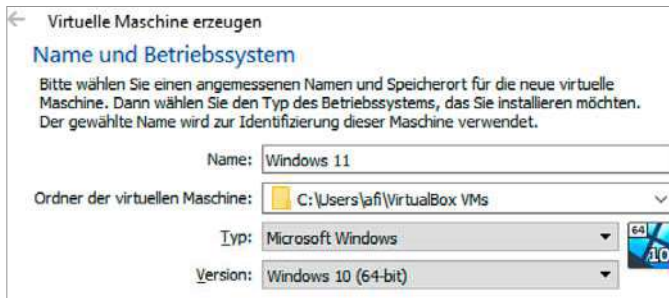 Virtuelle Maschine erzeugen
Name und Betriebssystem
Bitte wählen Sie einen angemessenen Namen und Speicherort für die neue virtuelle
Maschine. Dann wählen Sie den Typ des Betriebssystems, das Sie installieren möchten.
Der gewählte Name wird zur Identifizierung dieser Maschine verwendet.
Name: Windows 11
Ordner der virtuellen Maschine: C:\Users\afi\VirtualBox VMs
Typ: Microsoft Windows
64
10
Version: Windows 10 (64-bit)